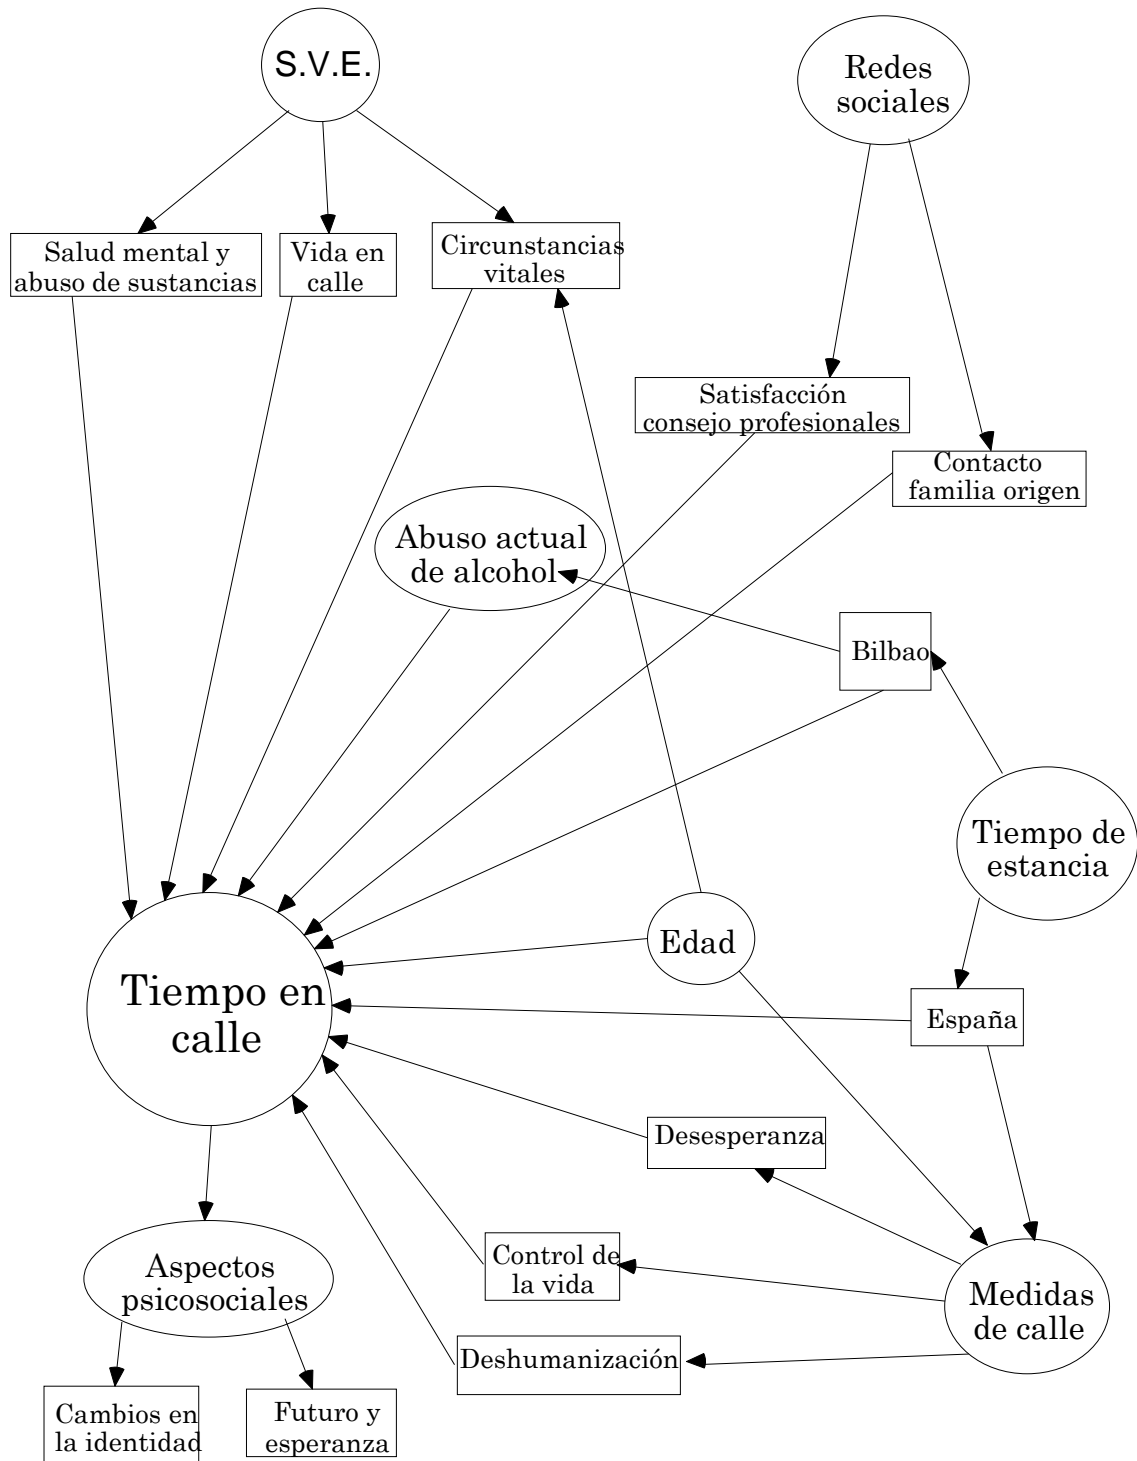 S.V.E.
Redes
sociales
Salud mental y
abuso de sustancias
Vida en
calle
Circunstancias
vitales
Satisfacción
consejo profesionales
Contacto
familia origen
Abuso actual
de alcohol
Bilbao
Tiempo de
estancia
Edad
Tiempo en
calle
España
Desesperanza
Control de
la vida
Medidas
de calle
Aspectos
psicosociales
Deshumanización
Cambios en
la identidad
Futuro y
esperanza